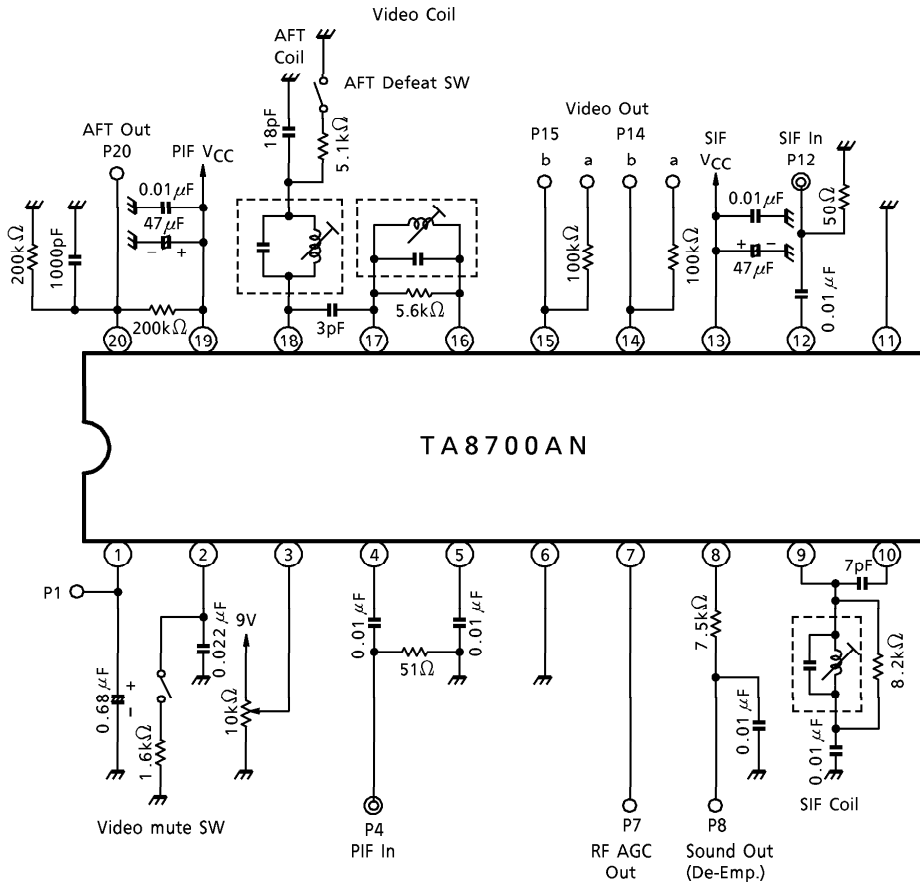 Video Coil
AFT
Coil
AFT Defeat SW
18pF
5.1kΩ
AFT Out
P20
PIF VCC
0.01μF
47μF
− +
200kΩ
1000pF
200kΩ
3pF
5.6kΩ
Video Out
P15
P14
b
a
b
a
100kΩ
100kΩ
SIF
VCC
SIF In
P12
0.01μF
+ −
47μF
50Ω
0.01μF
20
19
18
17
16
15
14
13
12
11
TA8700AN
1
2
3
4
5
6
7
8
9
10
P1
0.68μF
+
−
1.6kΩ
0.022μF
Video mute SW
9V
10kΩ
0.01μF
51Ω
0.01μF
P4
PIF In
P7
RF AGC
Out
7.5kΩ
0.01μF
P8
Sound Out
(De-Emp.)
7pF
8.2kΩ
0.01μF
SIF Coil